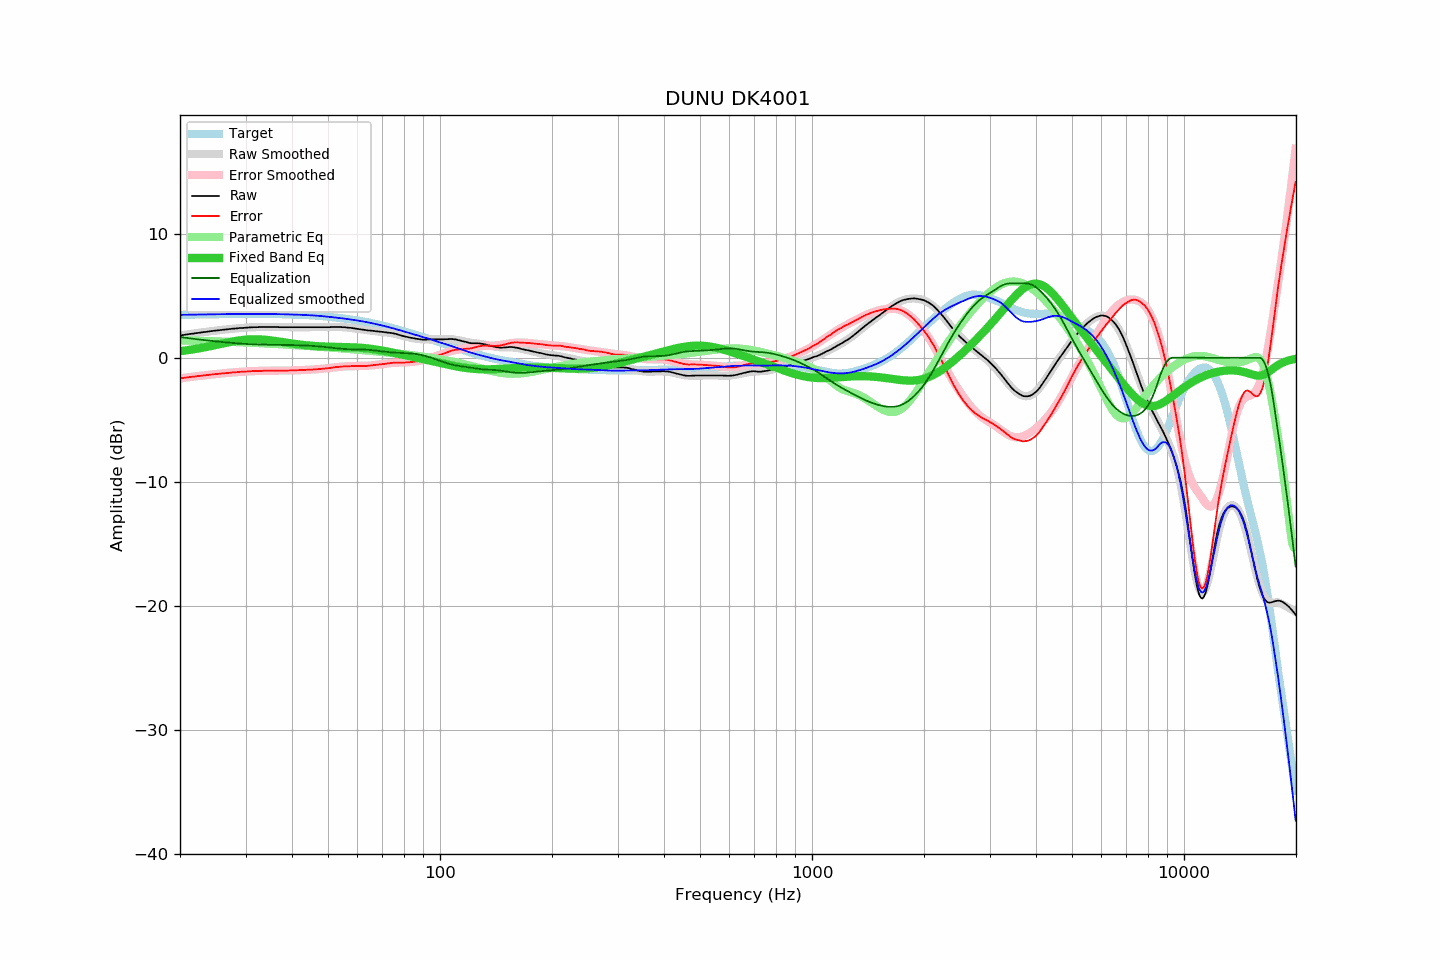 DUNU DK4001
Target
Raw Smoothed
Error Smoothed
Raw
Error
Parametric Eq
Fixed Band Eq
Equalization
Equalized smoothed
10
0
−10
−20
−30
−40
Amplitude (dBr)
100
1000
10000
Frequency (Hz)